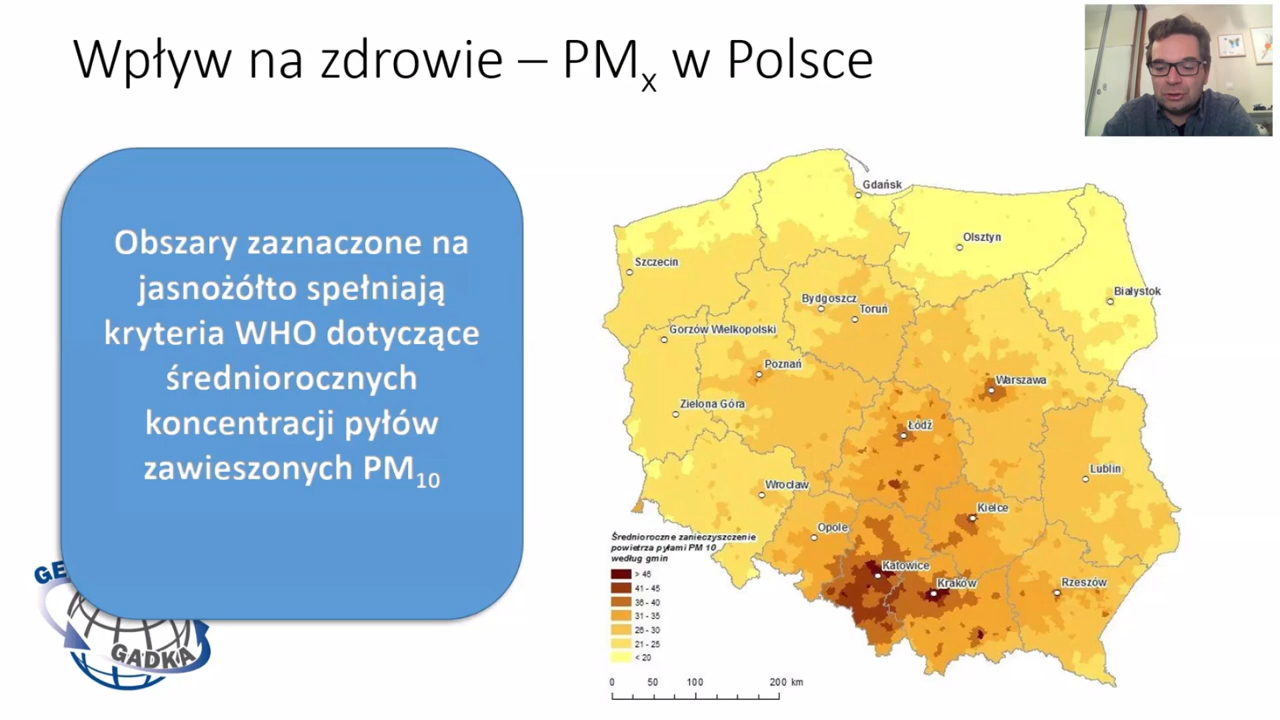 Wpływ na zdrowie – PMₓ w Polsce
Obszary zaznaczone na
jasnożółto spełniają
kryteria WHO dotyczące
średniorocznych
koncentracji pyłów
zawieszonych PM₁₀
GADKA
Gdańsk
Olsztyn
Szczecin
Białystok
Bydgoszcz
Toruń
Gorzów Wielkopolski
Poznań
Warszawa
Zielona Góra
Łódź
Lublin
Wrocław
Kielce
Opole
Katowice
Kraków
Rzeszów
Średnioroczne zanieczyszczenie
powietrza pyłami PM 10
według gmin
> 46
41 - 45
36 - 40
31 - 35
26 - 30
21 - 25
< 20
0 50 100 200 km